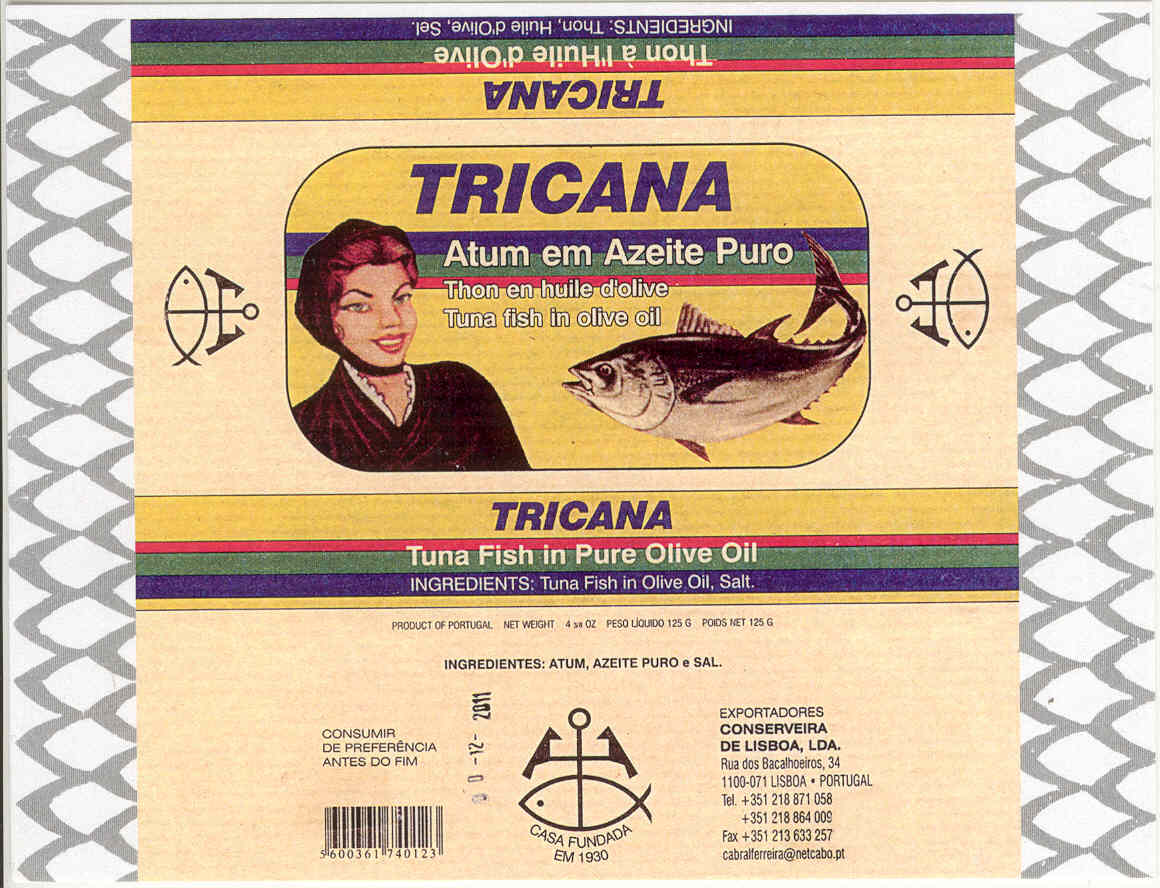 INGREDIENTS: Thon, Huile d'Olive, Sel.
Thon à l'Huile d'Olive
TRICANA
TRICANA
Atum em Azeite Puro
Thon en huile d'olive
Tuna fish in olive oil
TRICANA
Tuna Fish in Pure Olive Oil
INGREDIENTS: Tuna Fish in Olive Oil, Salt.
PRODUCT OF PORTUGAL NET WEIGHT 4 3/8 OZ PESO LÍQUIDO 125 G POIDS NET 125 G
INGREDIENTES: ATUM, AZEITE PURO e SAL.
CONSUMIR
DE PREFERÊNCIA
ANTES DO FIM
-12- 2011
5 600361 740123
CASA FUNDADA
EM 1930
EXPORTADORES
CONSERVEIRA
DE LISBOA, LDA.
Rua dos Bacalhoeiros, 34
1100-071 LISBOA • PORTUGAL
Tel. +351 218 871 058
+351 218 864 009
Fax +351 213 633 257
cabralferreira@netcabo.pt